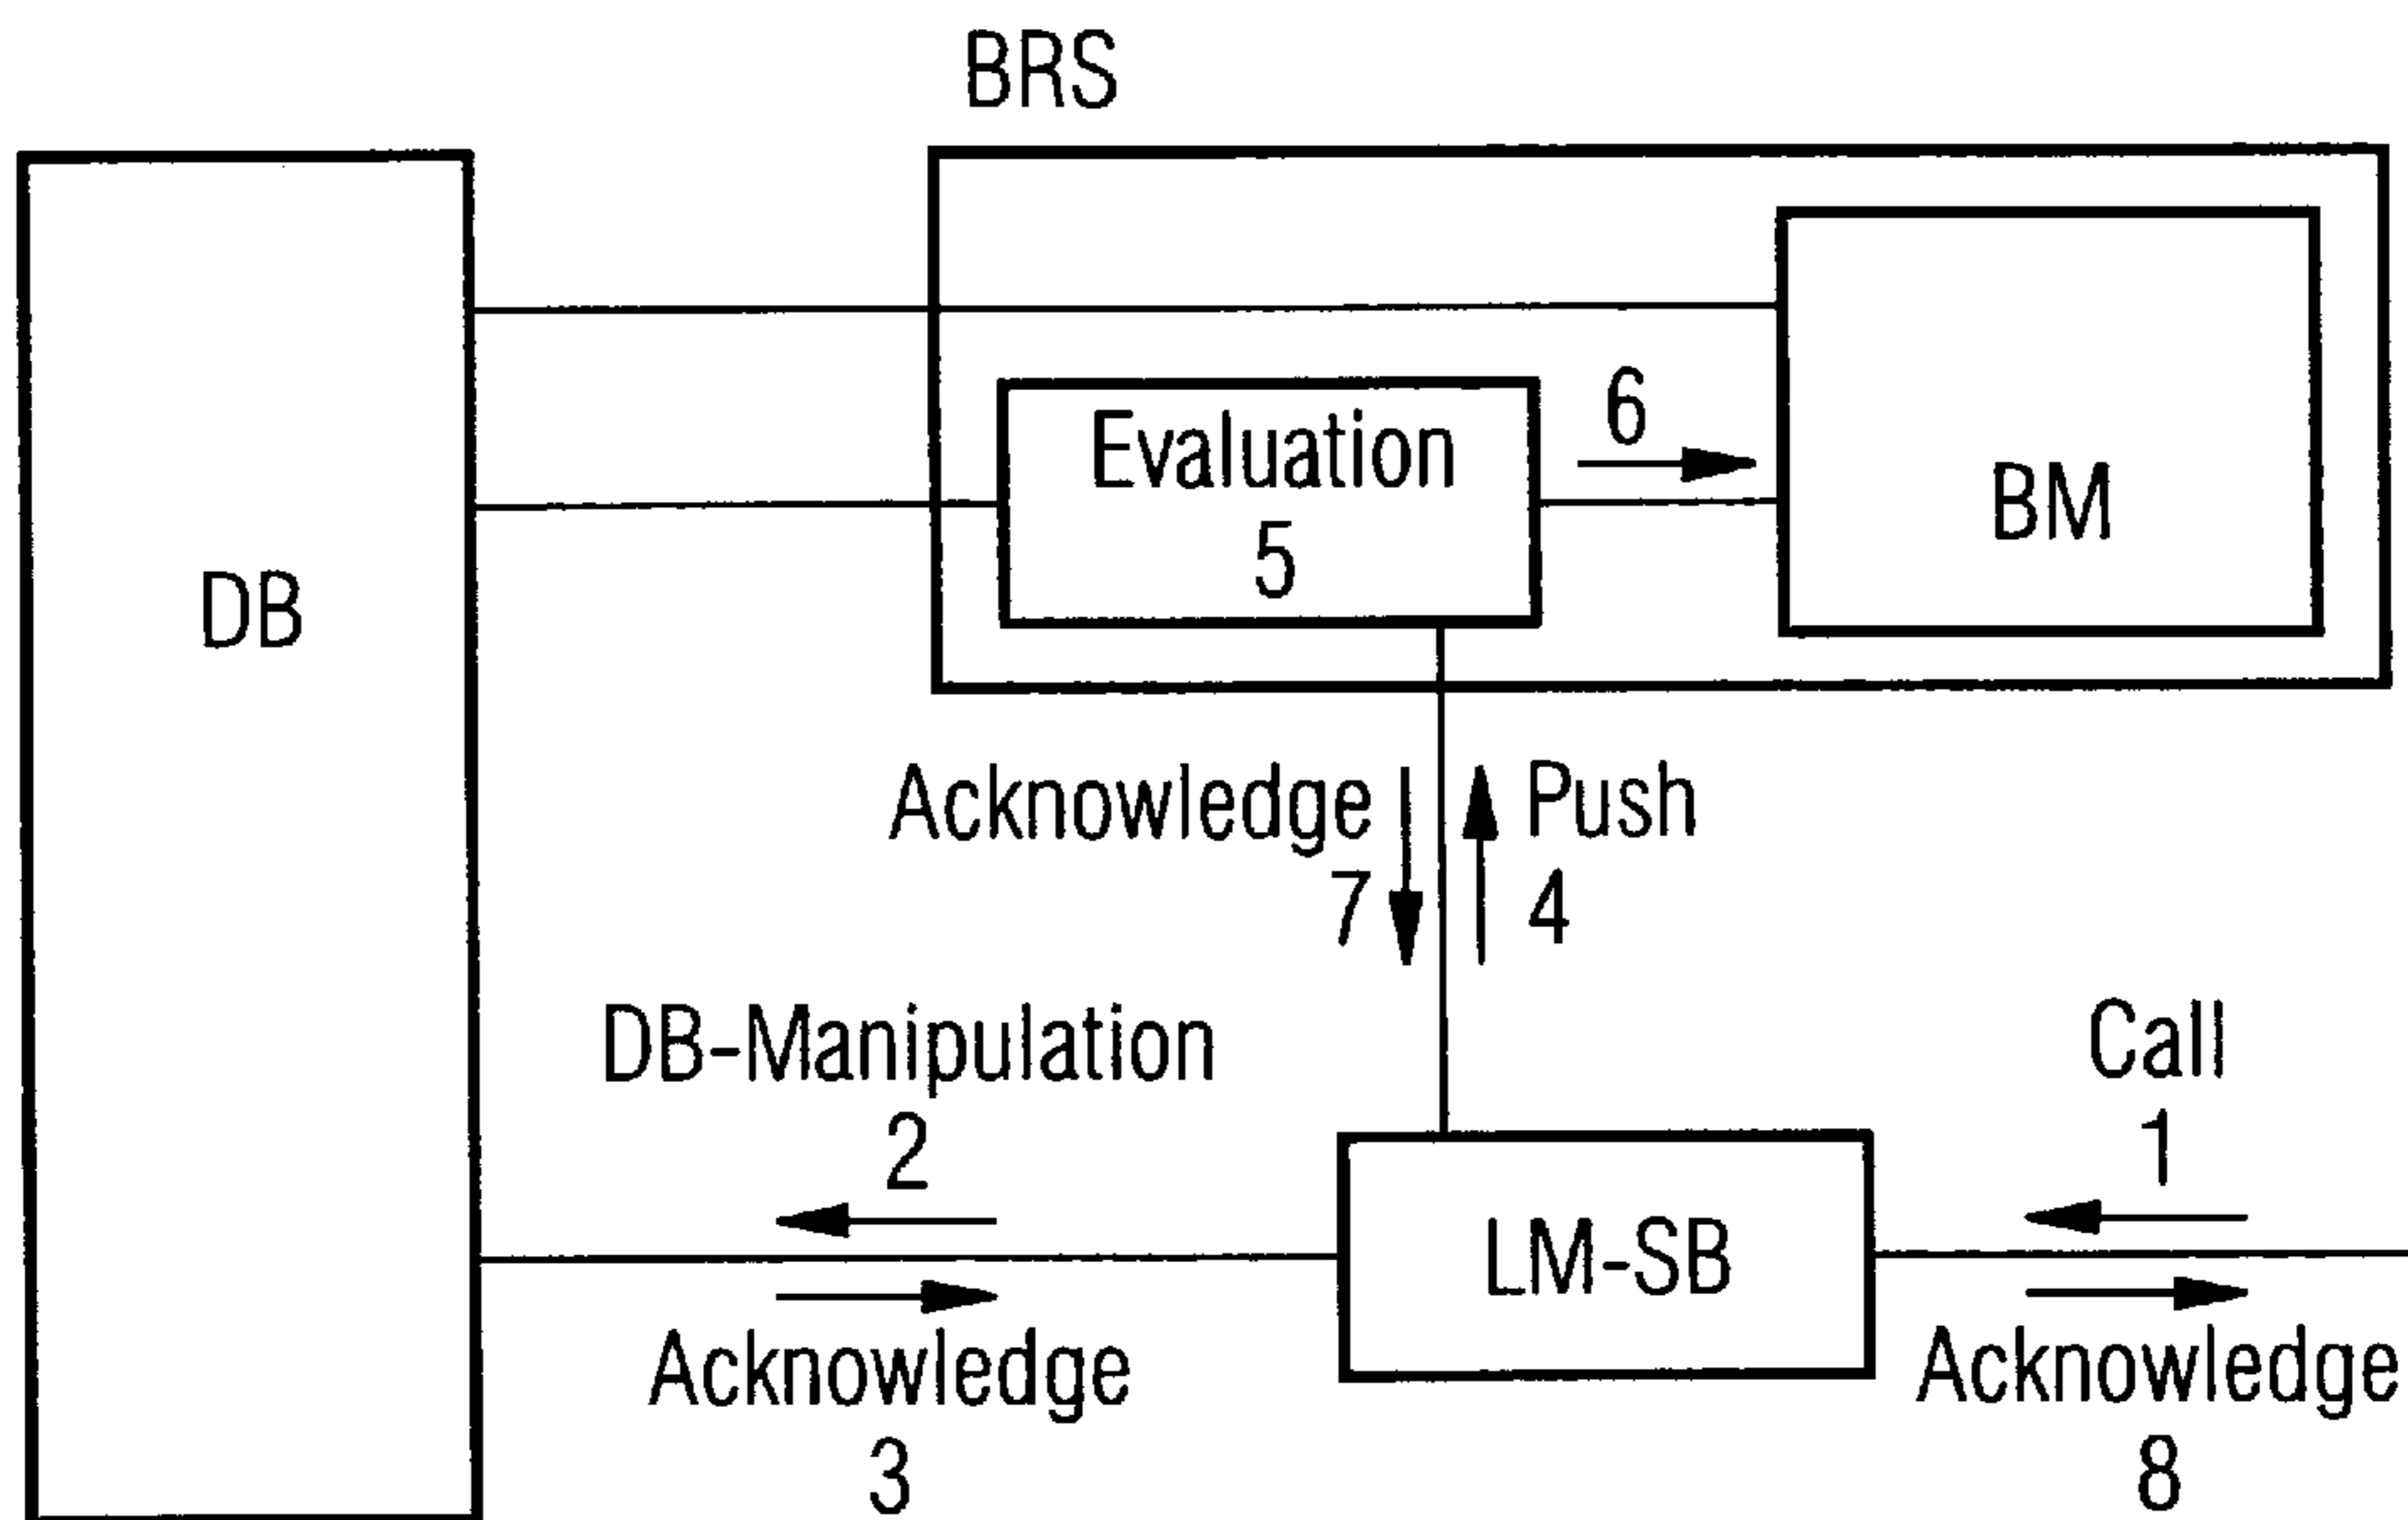 BRS
DB
Evaluation
5
6
BM
Acknowledge
7
Push
4
DB-Manipulation
2
Acknowledge
3
LM-SB
Call
1
Acknowledge
8